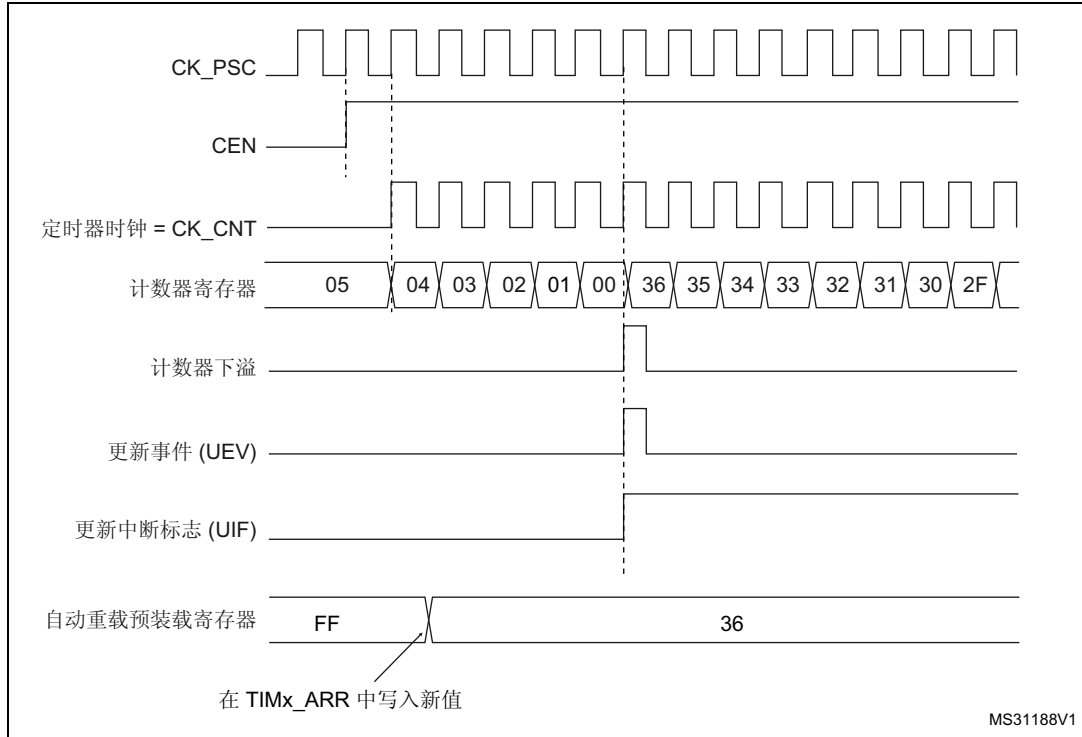 CK_PSC
CEN
定时器时钟 = CK_CNT
计数器寄存器 05 04 03 02 01 00 36 35 34 33 32 31 30 2F
计数器下溢
更新事件 (UEV)
更新中断标志 (UIF)
自动重载预装载寄存器 FF 36
在 TIMx_ARR 中写入新值
MS31188V1